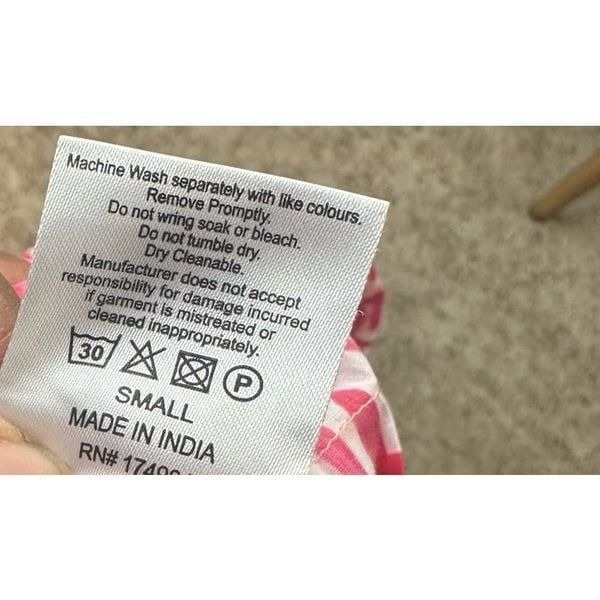 Machine Wash separately with like colours.
Remove Promptly.
Do not wring soak or bleach.
Do not tumble dry.
Dry Cleanable.
Manufacturer does not accept
responsibility for damage incurred
if garment is mistreated or
cleaned inappropriately.
30 P
SMALL
MADE IN INDIA
RN#